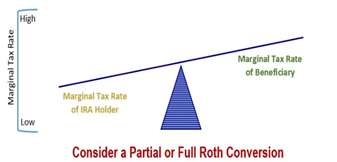 High
Marginal Tax Rate
Low
Marginal Tax Rate
of IRA Holder
Marginal Tax Rate
of Beneficiary
Consider a Partial or Full Roth Conversion